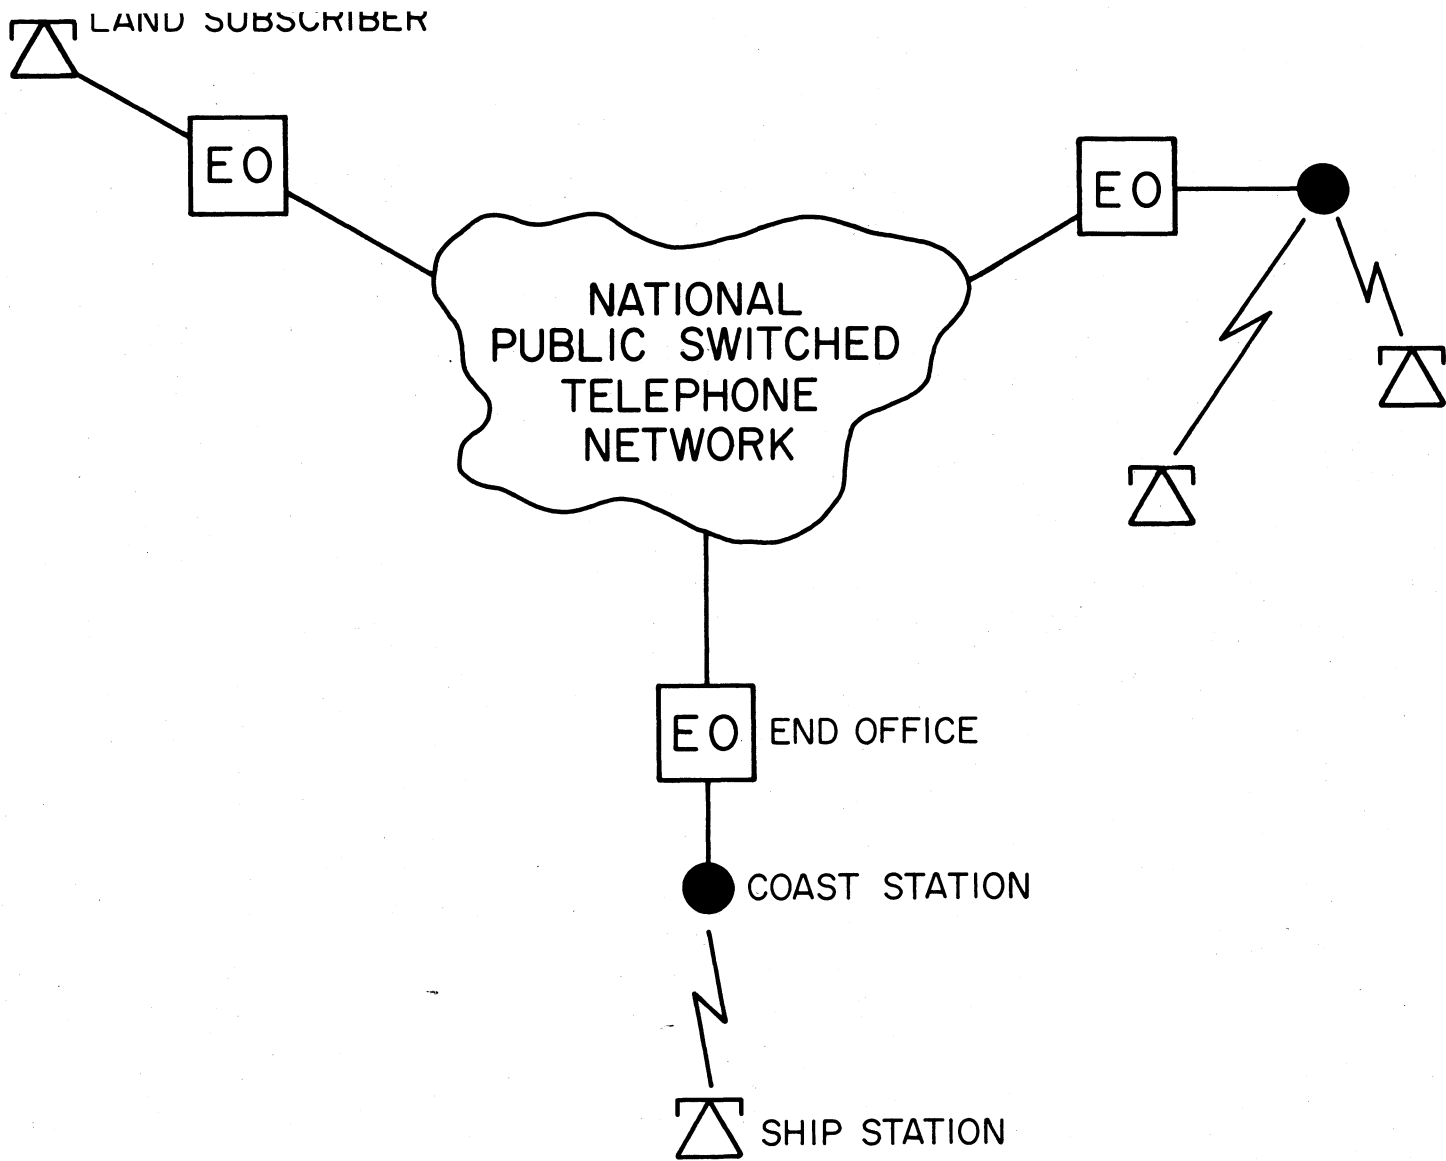 LAND SUBSCRIBER
EO
EO
NATIONAL
PUBLIC SWITCHED
TELEPHONE
NETWORK
EO END OFFICE
COAST STATION
SHIP STATION